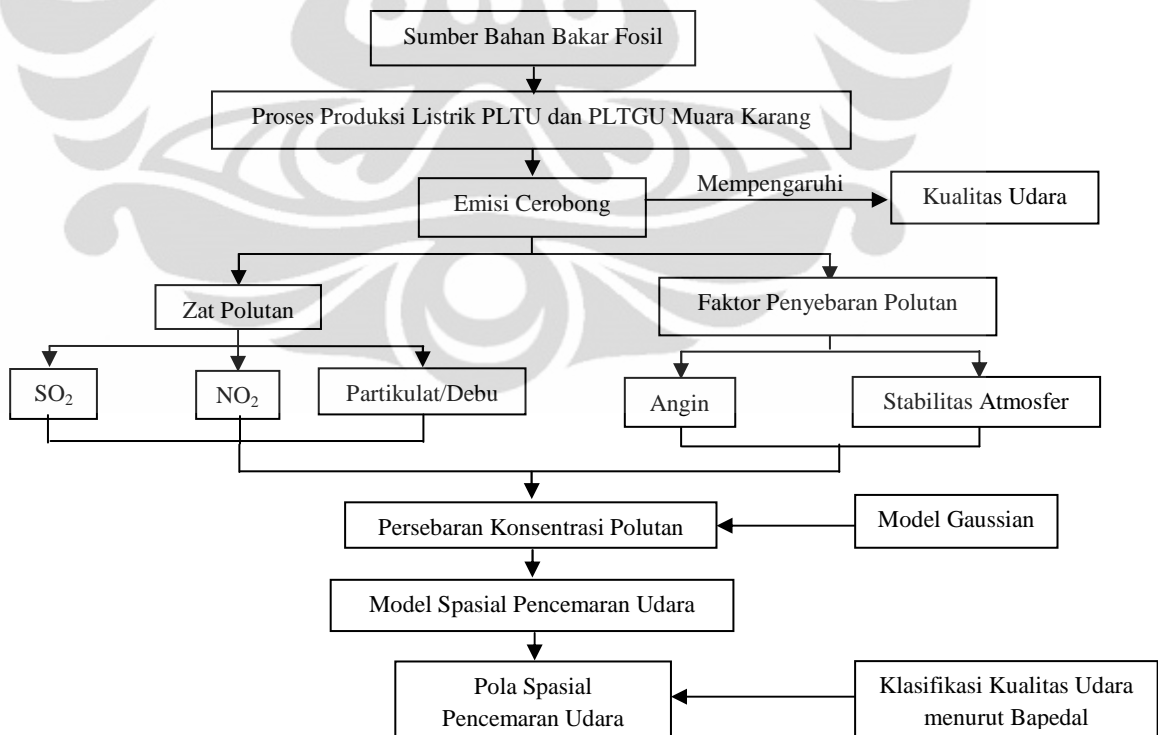 Sumber Bahan Bakar Fosil
Proses Produksi Listrik PLTU dan PLTGU Muara Karang
Emisi Cerobong
Mempengaruhi
Kualitas Udara
Zat Polutan
Faktor Penyebaran Polutan
SO₂
NO₂
Partikulat/Debu
Angin
Stabilitas Atmosfer
Persebaran Konsentrasi Polutan
Model Gaussian
Model Spasial Pencemaran Udara
Pola Spasial
Pencemaran Udara
Klasifikasi Kualitas Udara
menurut Bapedal